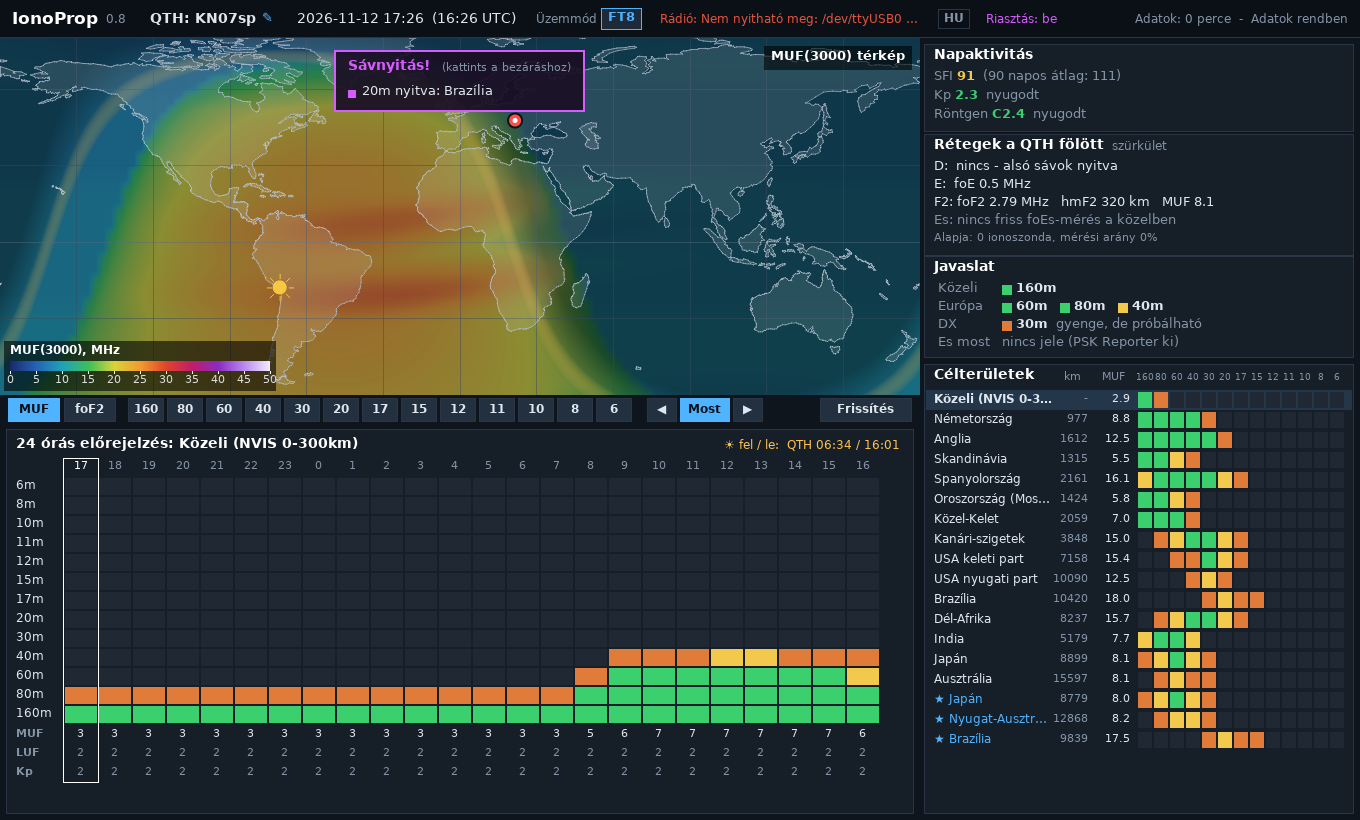 IonoProp 0.8 QTH: KN07sp ✎ 2026-11-12 17:26 (16:26 UTC) Üzemmód FT8 Rádió: Nem nyitható meg: /dev/ttyUSB0 ... HU Riasztás: be Adatok: 0 perce - Adatok rendben
Sávnyitás! (kattints a bezáráshoz)
20m nyitva: Brazília
MUF(3000) térkép
MUF(3000), MHz
0 5 10 15 20 25 30 35 40 45 50
MUF foF2 160 80 60 40 30 20 17 15 12 11 10 8 6 ◀ Most ▶ Frissítés
24 órás előrejelzés: Közeli (NVIS 0-300km) ☀ fel / le: QTH 06:34 / 16:01
17 18 19 20 21 22 23 0 1 2 3 4 5 6 7 8 9 10 11 12 13 14 15 16
6m
8m
10m
11m
12m
15m
17m
20m
30m
40m
60m
80m
160m
MUF 3 3 3 3 3 3 3 3 3 3 3 3 3 3 3 5 6 7 7 7 7 7 7 6
LUF 2 2 2 2 2 2 2 2 2 2 2 2 2 2 2 2 2 2 2 2 2 2 2 2
Kp 2 2 2 2 2 2 2 2 2 2 2 2 2 2 2 2 2 2 2 2 2 2 2 2
Napaktivitás
SFI 91 (90 napos átlag: 111)
Kp 2.3 nyugodt
Röntgen C2.4 nyugodt
Rétegek a QTH fölött szürkület
D: nincs - alsó sávok nyitva
E: foE 0.5 MHz
F2: foF2 2.79 MHz hmF2 320 km MUF 8.1
Es: nincs friss foEs-mérés a közelben
Alapja: 0 ionoszonda, mérési arány 0%
Javaslat
Közeli 160m
Európa 60m 80m 40m
DX 30m gyenge, de próbálható
Es most nincs jele (PSK Reporter ki)
Célterületek km MUF 160 80 60 40 30 20 17 15 12 11 10 8 6
Közeli (NVIS 0-3... - 2.9
Németország 977 8.8
Anglia 1612 12.5
Skandinávia 1315 5.5
Spanyolország 2161 16.1
Oroszország (Mos... 1424 5.8
Közel-Kelet 2059 7.0
Kanári-szigetek 3848 15.0
USA keleti part 7158 15.4
USA nyugati part 10090 12.5
Brazília 10420 18.0
Dél-Afrika 8237 15.7
India 5179 7.7
Japán 8899 8.1
Ausztrália 15597 8.1
★ Japán 8779 8.0
★ Nyugat-Ausztr... 12868 8.2
★ Brazília 9839 17.5